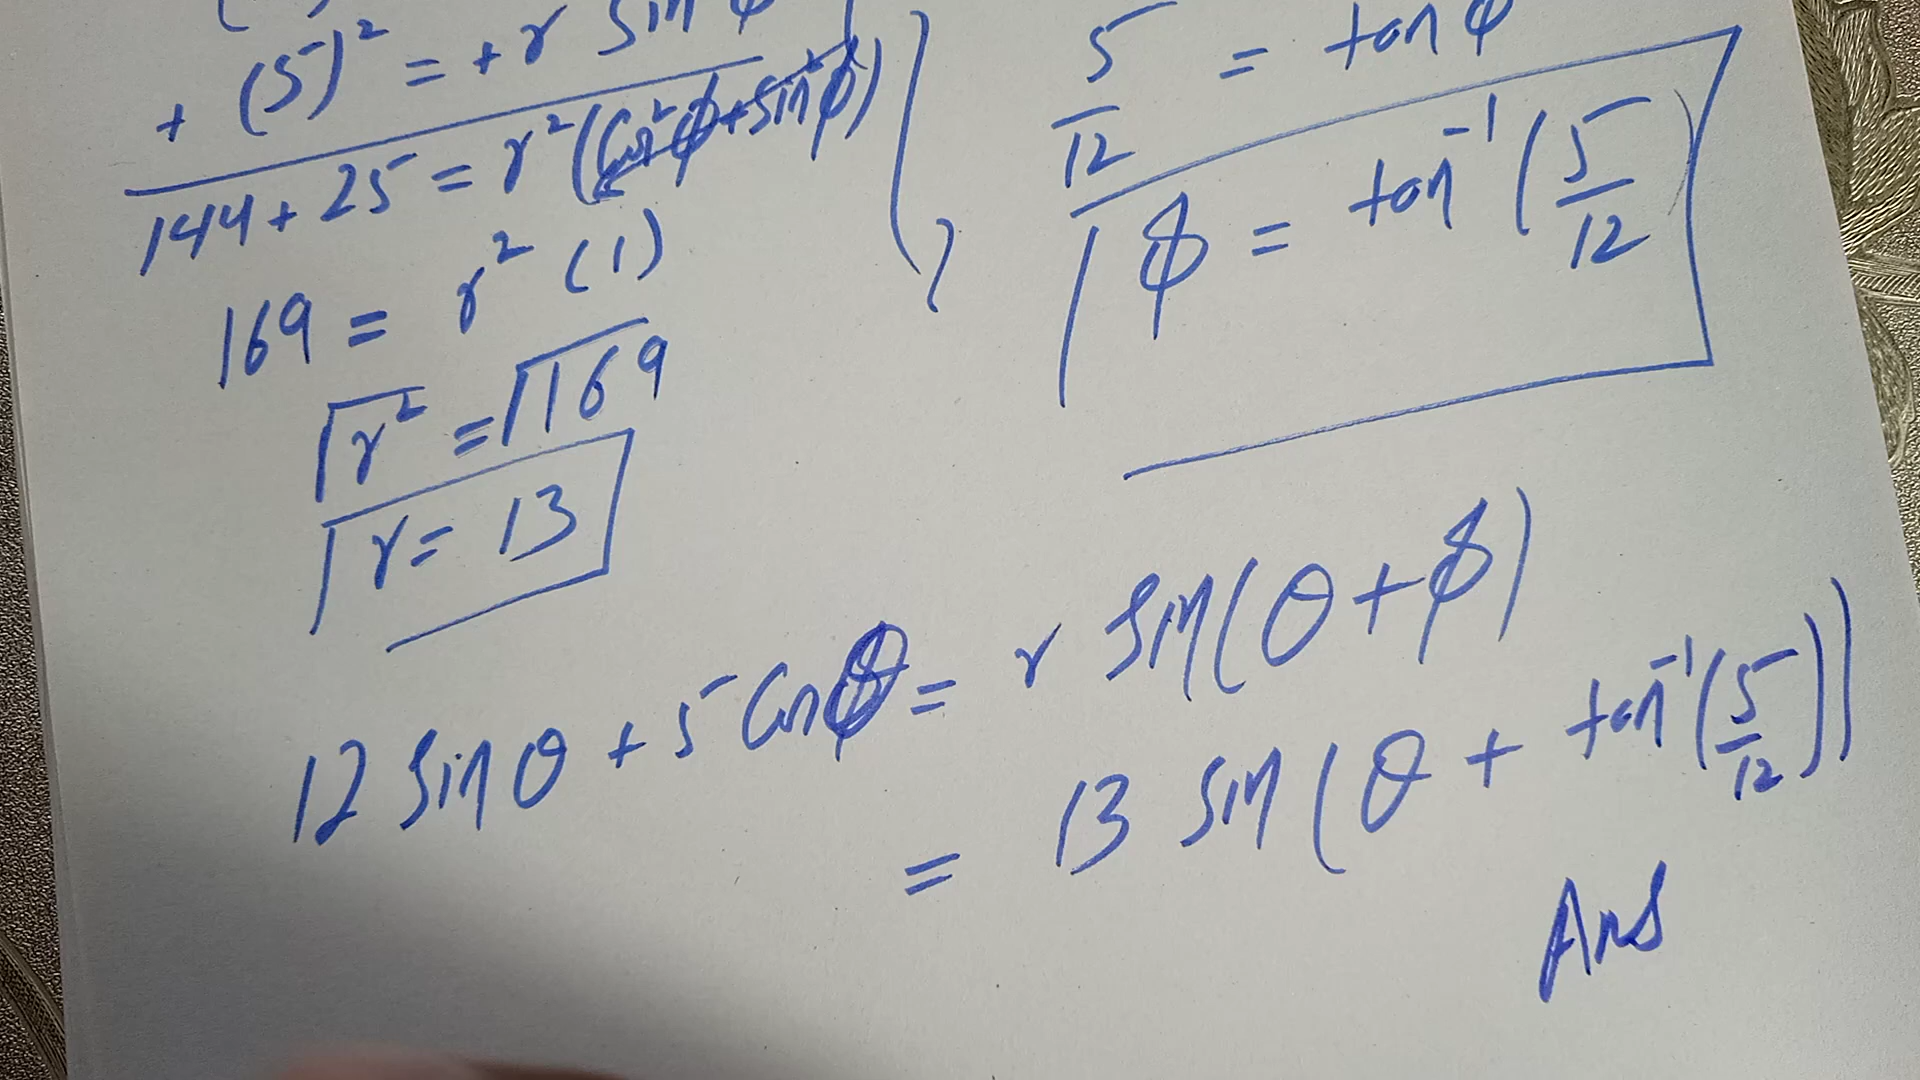 + (5)² = + r sin φ
144 + 25 = r² (cos²φ + sin²φ)
169 = r² (1)
√r² = √169
r = 13
5/12 = tan φ
φ = tan⁻¹ (5/12)
12 sin θ + 5 cos θ = r sin(θ + φ)
= 13 sin (θ + tan⁻¹(5/12))
Ans